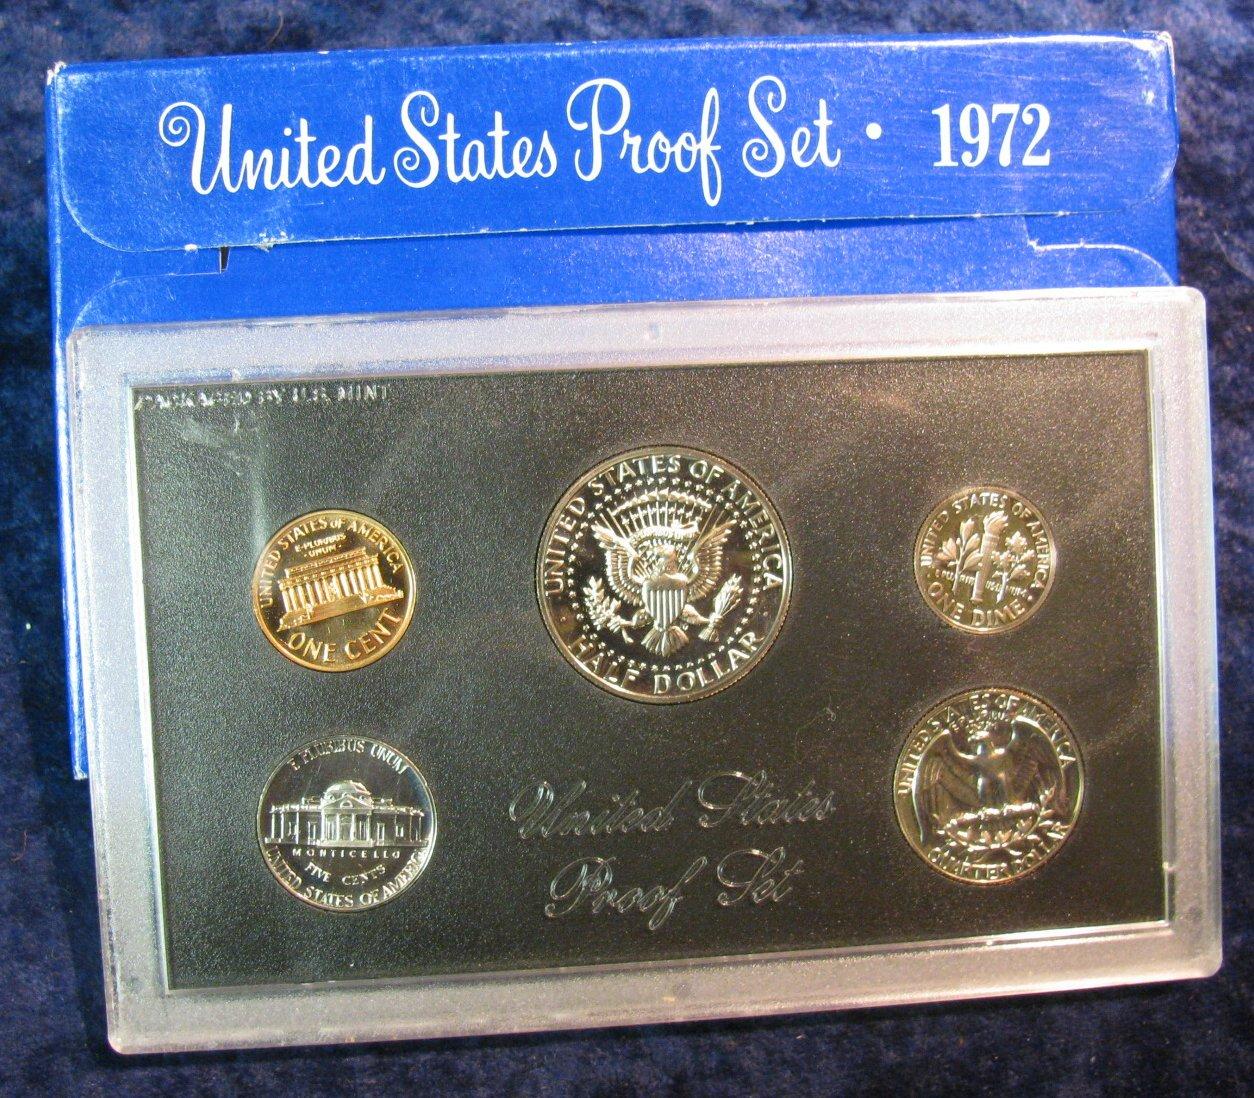 United States Proof Set · 1972
PACKAGED BY U.S. MINT
UNITED STATES OF AMERICA
E·PLURIBUS
·UNUM·
ONE CENT
UNITED STATES OF AMERICA
HALF DOLLAR
UNITED STATES OF AMERICA
ONE DIME
E PLURIBUS UNUM
MONTICELLO
FIVE CENTS
UNITED STATES OF AMERICA
UNITED STATES OF AMERICA
QUARTER DOLLAR
United States
Proof Set